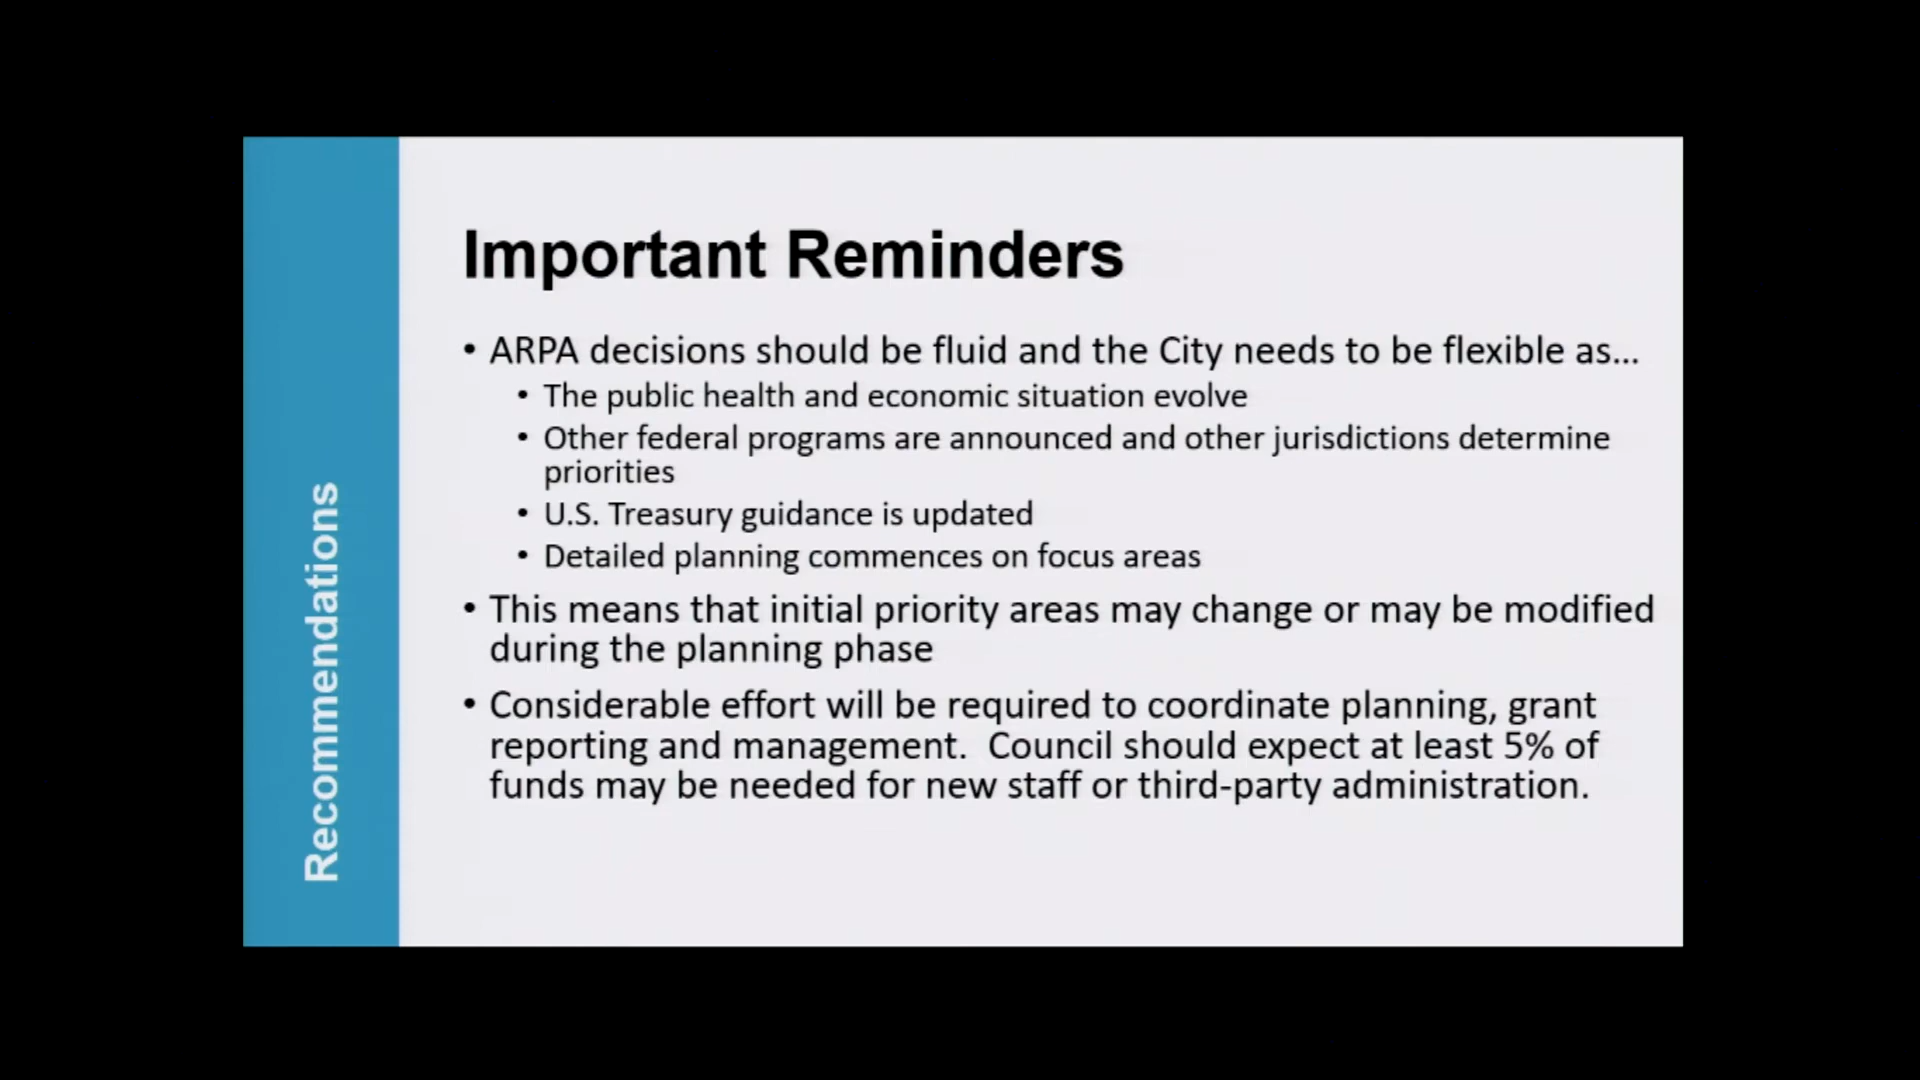 Recommendations
Important Reminders
• ARPA decisions should be fluid and the City needs to be flexible as...
• The public health and economic situation evolve
• Other federal programs are announced and other jurisdictions determine
priorities
• U.S. Treasury guidance is updated
• Detailed planning commences on focus areas
• This means that initial priority areas may change or may be modified
during the planning phase
• Considerable effort will be required to coordinate planning, grant
reporting and management.  Council should expect at least 5% of
funds may be needed for new staff or third-party administration.